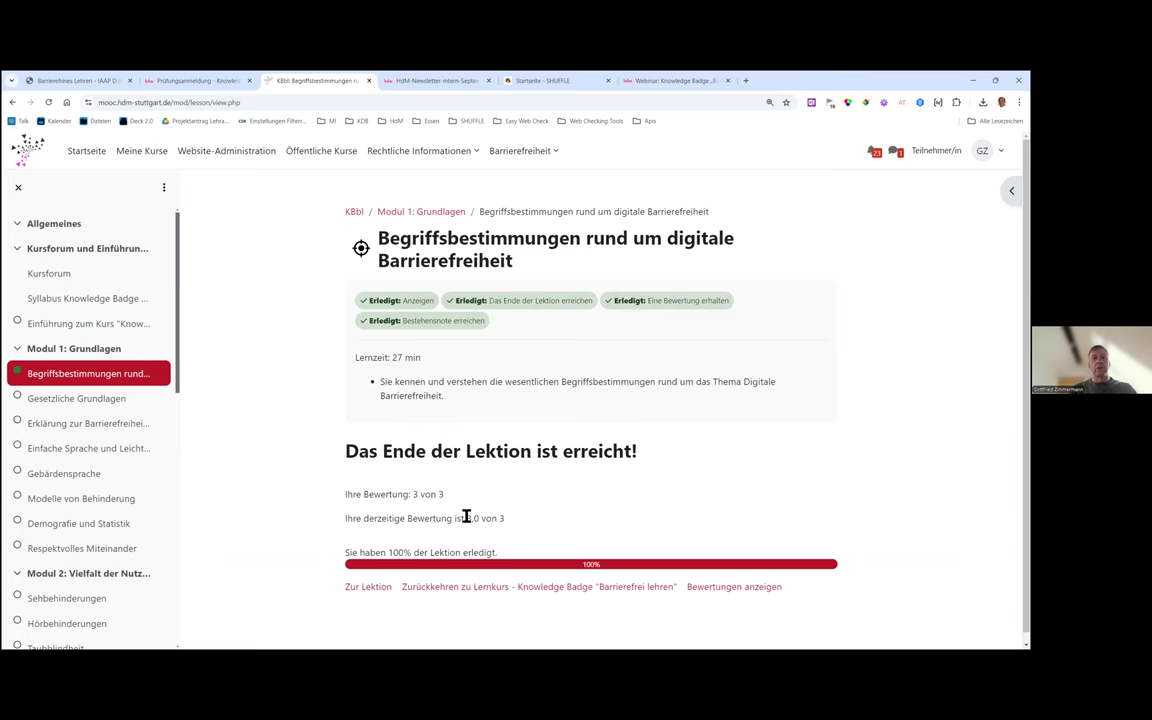 Barrierefreies Lehren - IAAP D-A
Prüfungsanmeldung - Knowled
KBbl: Begriffsbestimmungen run
HdM-Newsletter-intern-Septem
Startseite - SHUFFLE
Webinar: Knowledge Badge „Ba
mooc.hdm-stuttgart.de/mod/lesson/view.php
Talk
Kalender
Dateien
Deck 2.0
Projektantrag Lehra...
Einstellungen Filterr...
MI
KDB
HdM
Essen
SHUFFLE
Easy Web Check
Web Checking Tools
Apis
Alle Lesezeichen
Startseite
Meine Kurse
Website-Administration
Öffentliche Kurse
Rechtliche Informationen
Barrierefreiheit
23
1
Teilnehmer/in
GZ
Allgemeines
Kursforum und Einführun...
Kursforum
Syllabus Knowledge Badge ...
Einführung zum Kurs "Know...
Modul 1: Grundlagen
Begriffsbestimmungen rund...
Gesetzliche Grundlagen
Erklärung zur Barrierefreihei...
Einfache Sprache und Leicht...
Gebärdensprache
Modelle von Behinderung
Demografie und Statistik
Respektvolles Miteinander
Modul 2: Vielfalt der Nutz...
Sehbehinderungen
Hörbehinderungen
Taubblindheit
KBbl / Modul 1: Grundlagen / Begriffsbestimmungen rund um digitale Barrierefreiheit
Begriffsbestimmungen rund um digitale
Barrierefreiheit
Erledigt: Anzeigen
Erledigt: Das Ende der Lektion erreichen
Erledigt: Eine Bewertung erhalten
Erledigt: Bestehensnote erreichen
Lernzeit: 27 min
Sie kennen und verstehen die wesentlichen Begriffsbestimmungen rund um das Thema Digitale
Barrierefreiheit.
Das Ende der Lektion ist erreicht!
Ihre Bewertung: 3 von 3
Ihre derzeitige Bewertung ist 3,0 von 3
Sie haben 100% der Lektion erledigt.
100%
Zur Lektion
Zurückkehren zu Lernkurs - Knowledge Badge "Barrierefrei lehren"
Bewertungen anzeigen
Gottfried Zimmermann